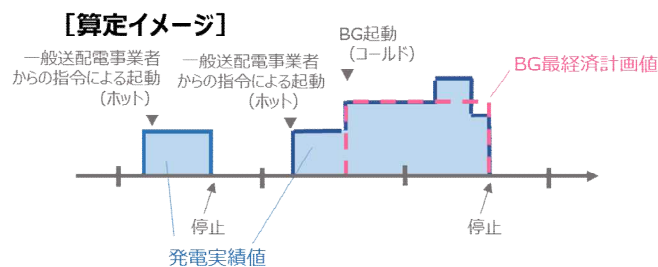 [算定イメージ]
一般送配電事業者
からの指令による起動
(ホット)
一般送配電事業者
からの指令による起動
(ホット)
BG起動
(コールド)
BG最経済計画値
停止
停止
発電実績値